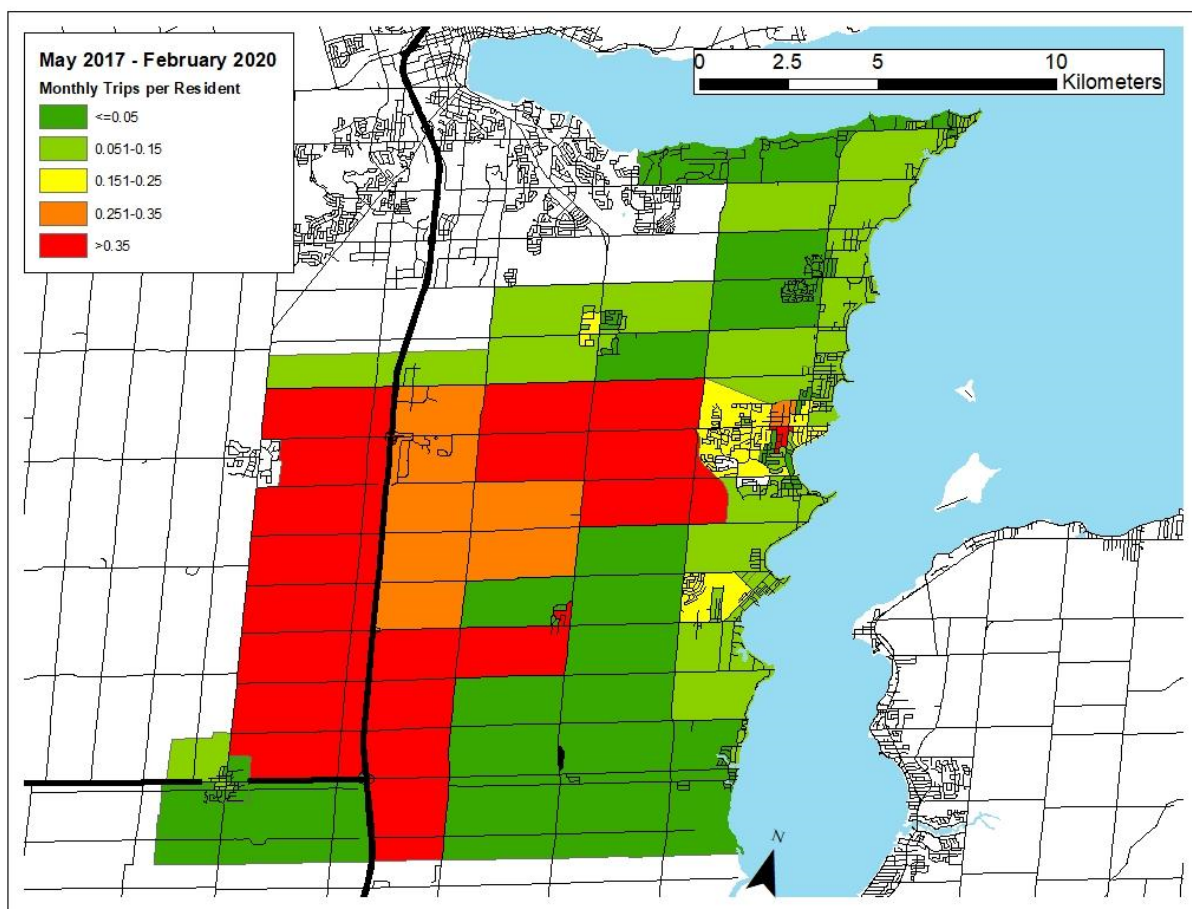 May 2017 - February 2020
Monthly Trips per Resident
<=0.05
0.051-0.15
0.151-0.25
0.251-0.35
>0.35
0 2.5 5 10
Kilometers
N